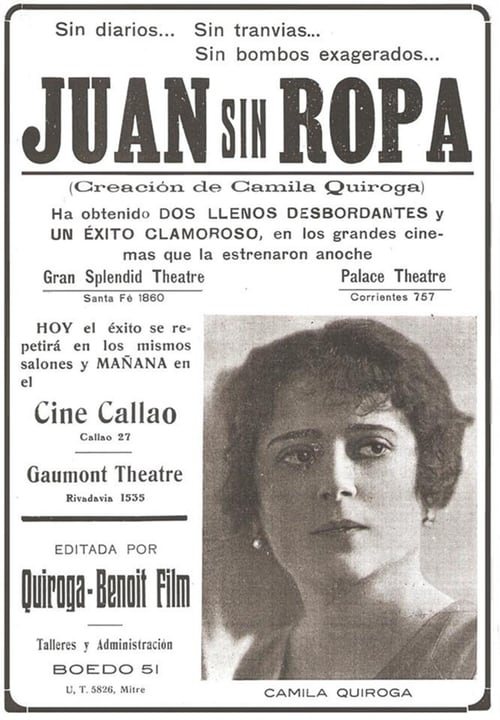 Sin diarios... Sin tranvias...
Sin bombos exagerados...
JUAN SIN ROPA
(Creación de Camila Quiroga)
Ha obtenido DOS LLENOS DESBORDANTES y
UN ÉXITO CLAMOROSO, en los grandes cine-
mas que la estrenaron anoche
Gran Splendid Theatre
Santa Fé 1860
Palace Theatre
Corrientes 757
HOY el éxito se re-
petirá en los mismos
salones y MAÑANA en
el
Cine Callao
Callao 27
Gaumont Theatre
Rivadavia 1535
EDITADA POR
Quiroga-Benoit Film
Talleres y Administración
BOEDO 51
U, T. 5826, Mitre
CAMILA QUIROGA